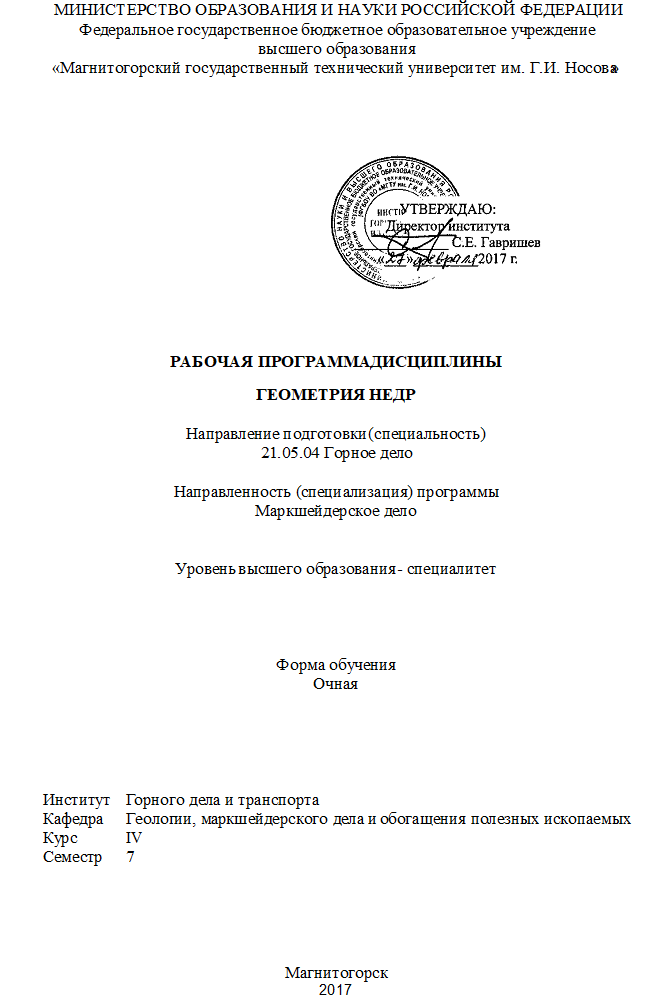 МИНИСТЕРСТВО ОБРАЗОВАНИЯ И НАУКИ РОССИЙСКОЙ ФЕДЕРАЦИИ
Федеральное государственное бюджетное образовательное учреждение
высшего образования
«Магнитогорский государственный технический университет им. Г.И. Носова»
УТВЕРЖДАЮ:
Директор института
С.Е. Гавришев
«27» февраля 2017 г.
РАБОЧАЯ ПРОГРАММАДИСЦИПЛИНЫ
ГЕОМЕТРИЯ НЕДР
Направление подготовки (специальность)
21.05.04 Горное дело
Направленность (специализация) программы
Маркшейдерское дело
Уровень высшего образования - специалитет
Форма обучения
Очная
Институт Горного дела и транспорта
Кафедра Геологии, маркшейдерского дела и обогащения полезных ископаемых
Курс IV
Семестр 7
Магнитогорск
2017